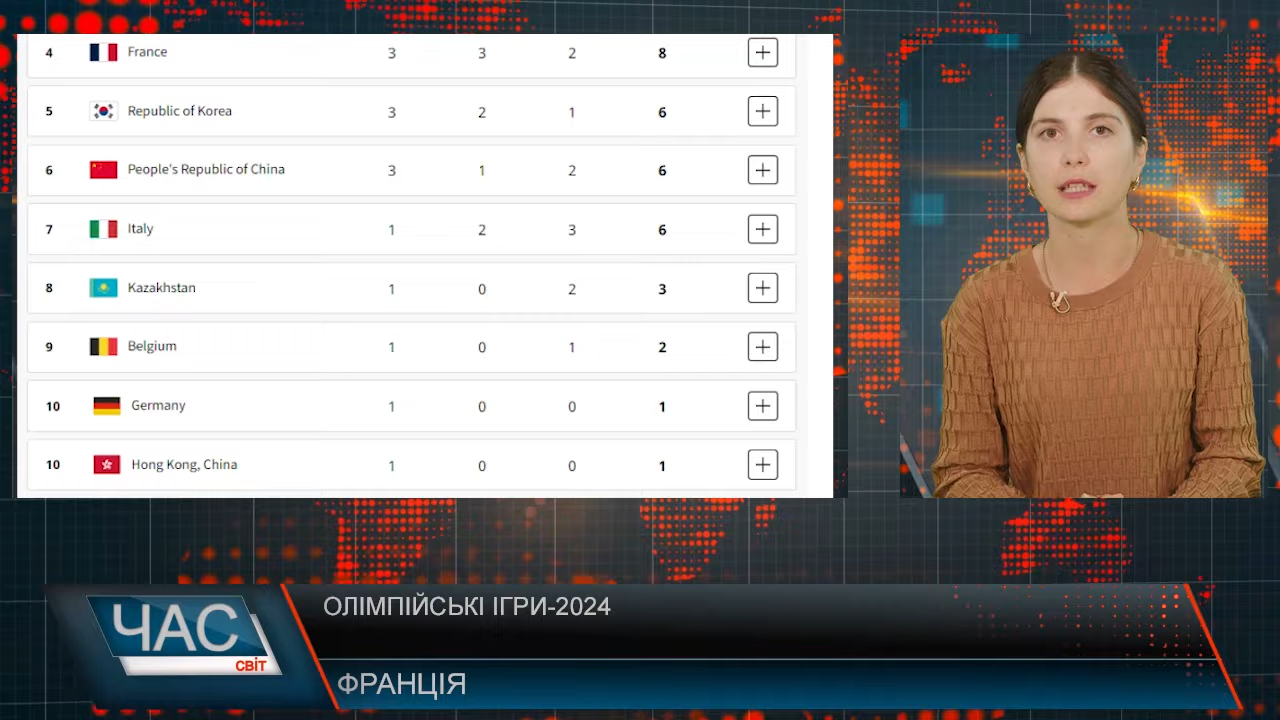 4 France 3 3 2 8
5 Republic of Korea 3 2 1 6
6 People's Republic of China 3 1 2 6
7 Italy 1 2 3 6
8 Kazakhstan 1 0 2 3
9 Belgium 1 0 1 2
10 Germany 1 0 0 1
10 Hong Kong, China 1 0 0 1
ЧАС
світ
ОЛІМПІЙСЬКІ ІГРИ-2024
ФРАНЦІЯ